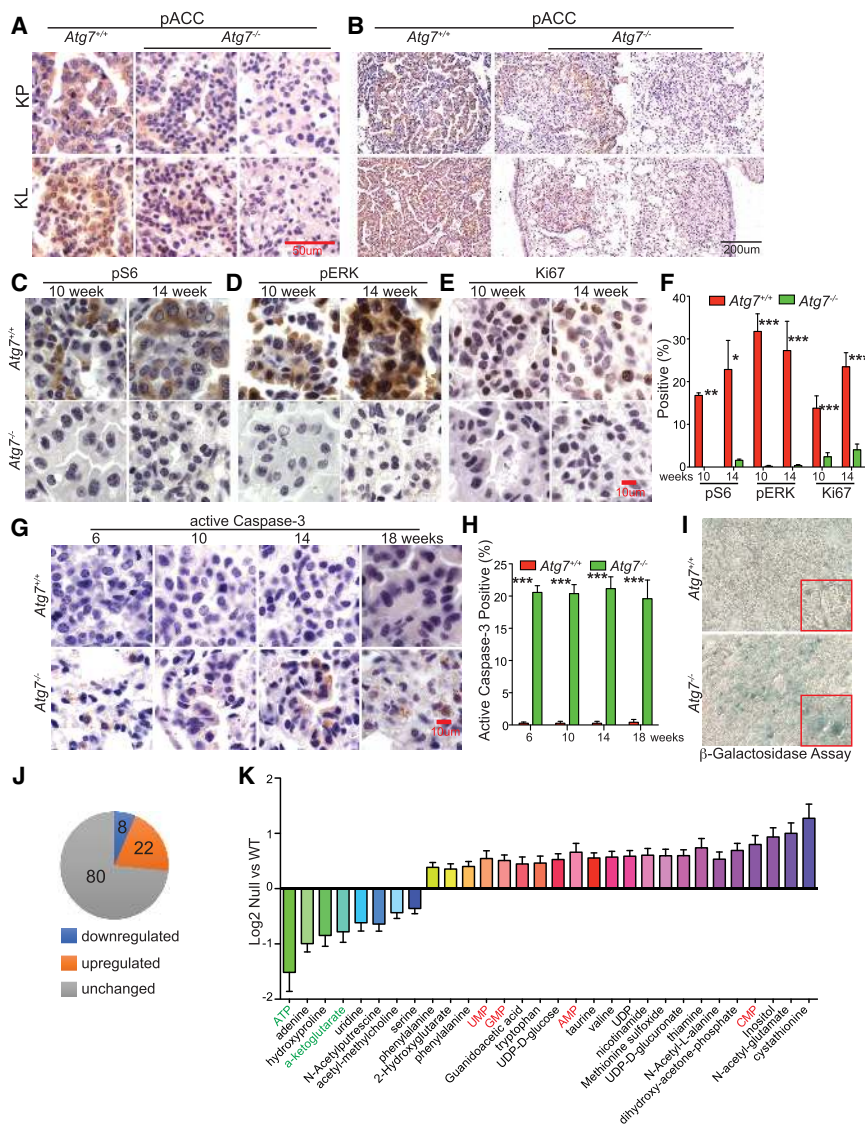 A
pACC
Atg7+/+
Atg7-/-
KP
KL
50um
B
pACC
Atg7+/+
Atg7-/-
200um
C
pS6
10 week
14 week
D
pERK
10 week
14 week
E
Ki67
10 week
14 week
Atg7+/+
Atg7-/-
10um
F
Atg7+/+
Atg7-/-
Positive (%)
40
30
20
10
0
**
*
***
***
***
***
weeks
10
14
10
14
10
14
pS6
pERK
Ki67
G
active Caspase-3
6
10
14
18 weeks
Atg7+/+
Atg7-/-
10um
H
Active Caspase-3 Positive (%)
Atg7+/+
Atg7-/-
25
20
15
10
5
0
***
***
***
***
6
10
14
18
weeks
I
Atg7+/+
Atg7-/-
β-Galactosidase Assay
J
8
22
80
downregulated
upregulated
unchanged
K
Log2 Null vs WT
2
1
0
-1
-2
ATP
adenine
hydroxyproline
a-ketoglutarate
uridine
N-Acetylputrescine
acetyl-methylcholine
serine
phenylalanine
2-Hydroxyglutarate
phenylalanine
UMP
GMP
Guanidoacetic acid
tryptophan
UDP-D-glucose
AMP
taurine
valine
UDP
nicotinamide
Methionine sulfoxide
UDP-D-glucuronate
thianine
N-Acetyl-L-alanine
dihydroxy-acetone-phosphate
CMP
Inositol
N-acetyl-glutamate
cystathionine